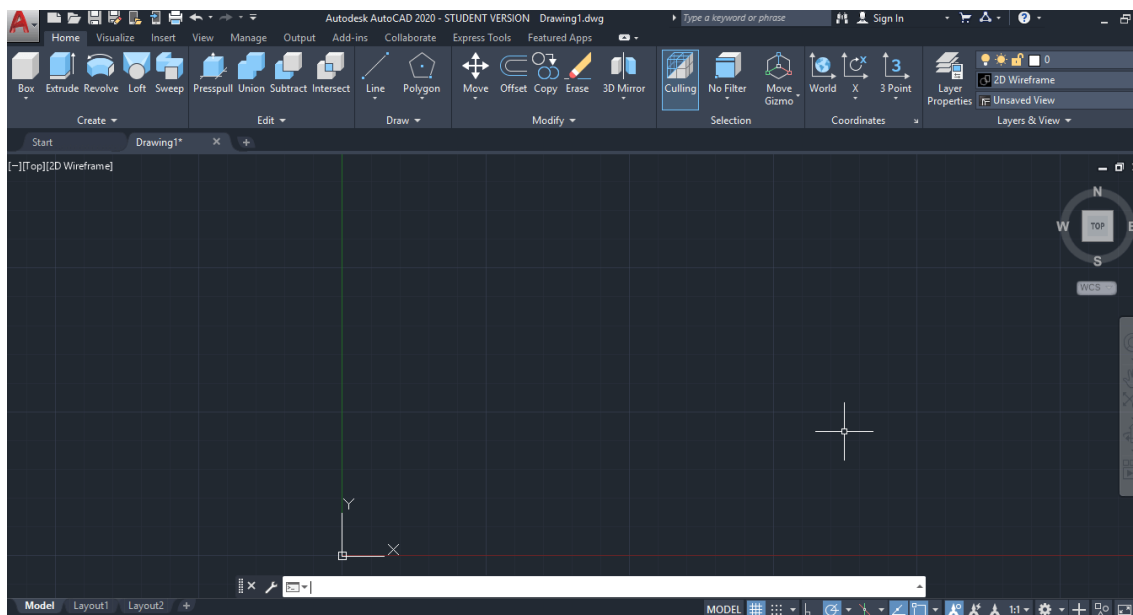 Autodesk AutoCAD 2020 - STUDENT VERSION Drawing1.dwg
Type a keyword or phrase
Sign In
Home Visualize Insert View Manage Output Add-ins Collaborate Express Tools Featured Apps
Box Extrude Revolve Loft Sweep Presspull Union Subtract Intersect Line Polygon Move Offset Copy Erase 3D Mirror Culling No Filter Move Gizmo World X 3 Point Layer Properties
0
2D Wireframe
Unsaved View
Create Edit Draw Modify Selection Coordinates Layers & View
Start Drawing1* +
[−][Top][2D Wireframe]
N
W TOP E
S
WCS
Y
X
Model Layout1 Layout2 +
MODEL 1:1